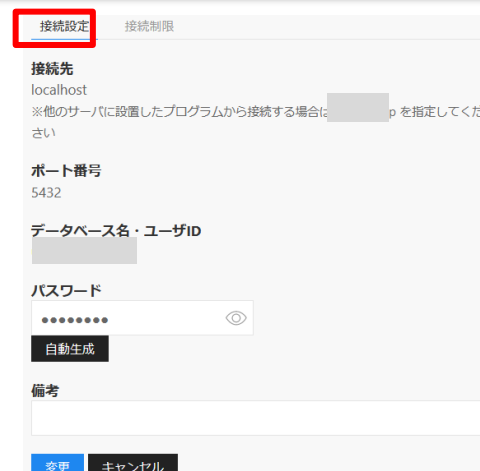 接続設定 接続制限
接続先
localhost
※他のサーバに設置したプログラムから接続する場合は p を指定してくだ
さい
ポート番号
5432
データベース名・ユーザID
パスワード
●●●●●●●●
自動生成
備考
変更 キャンセル